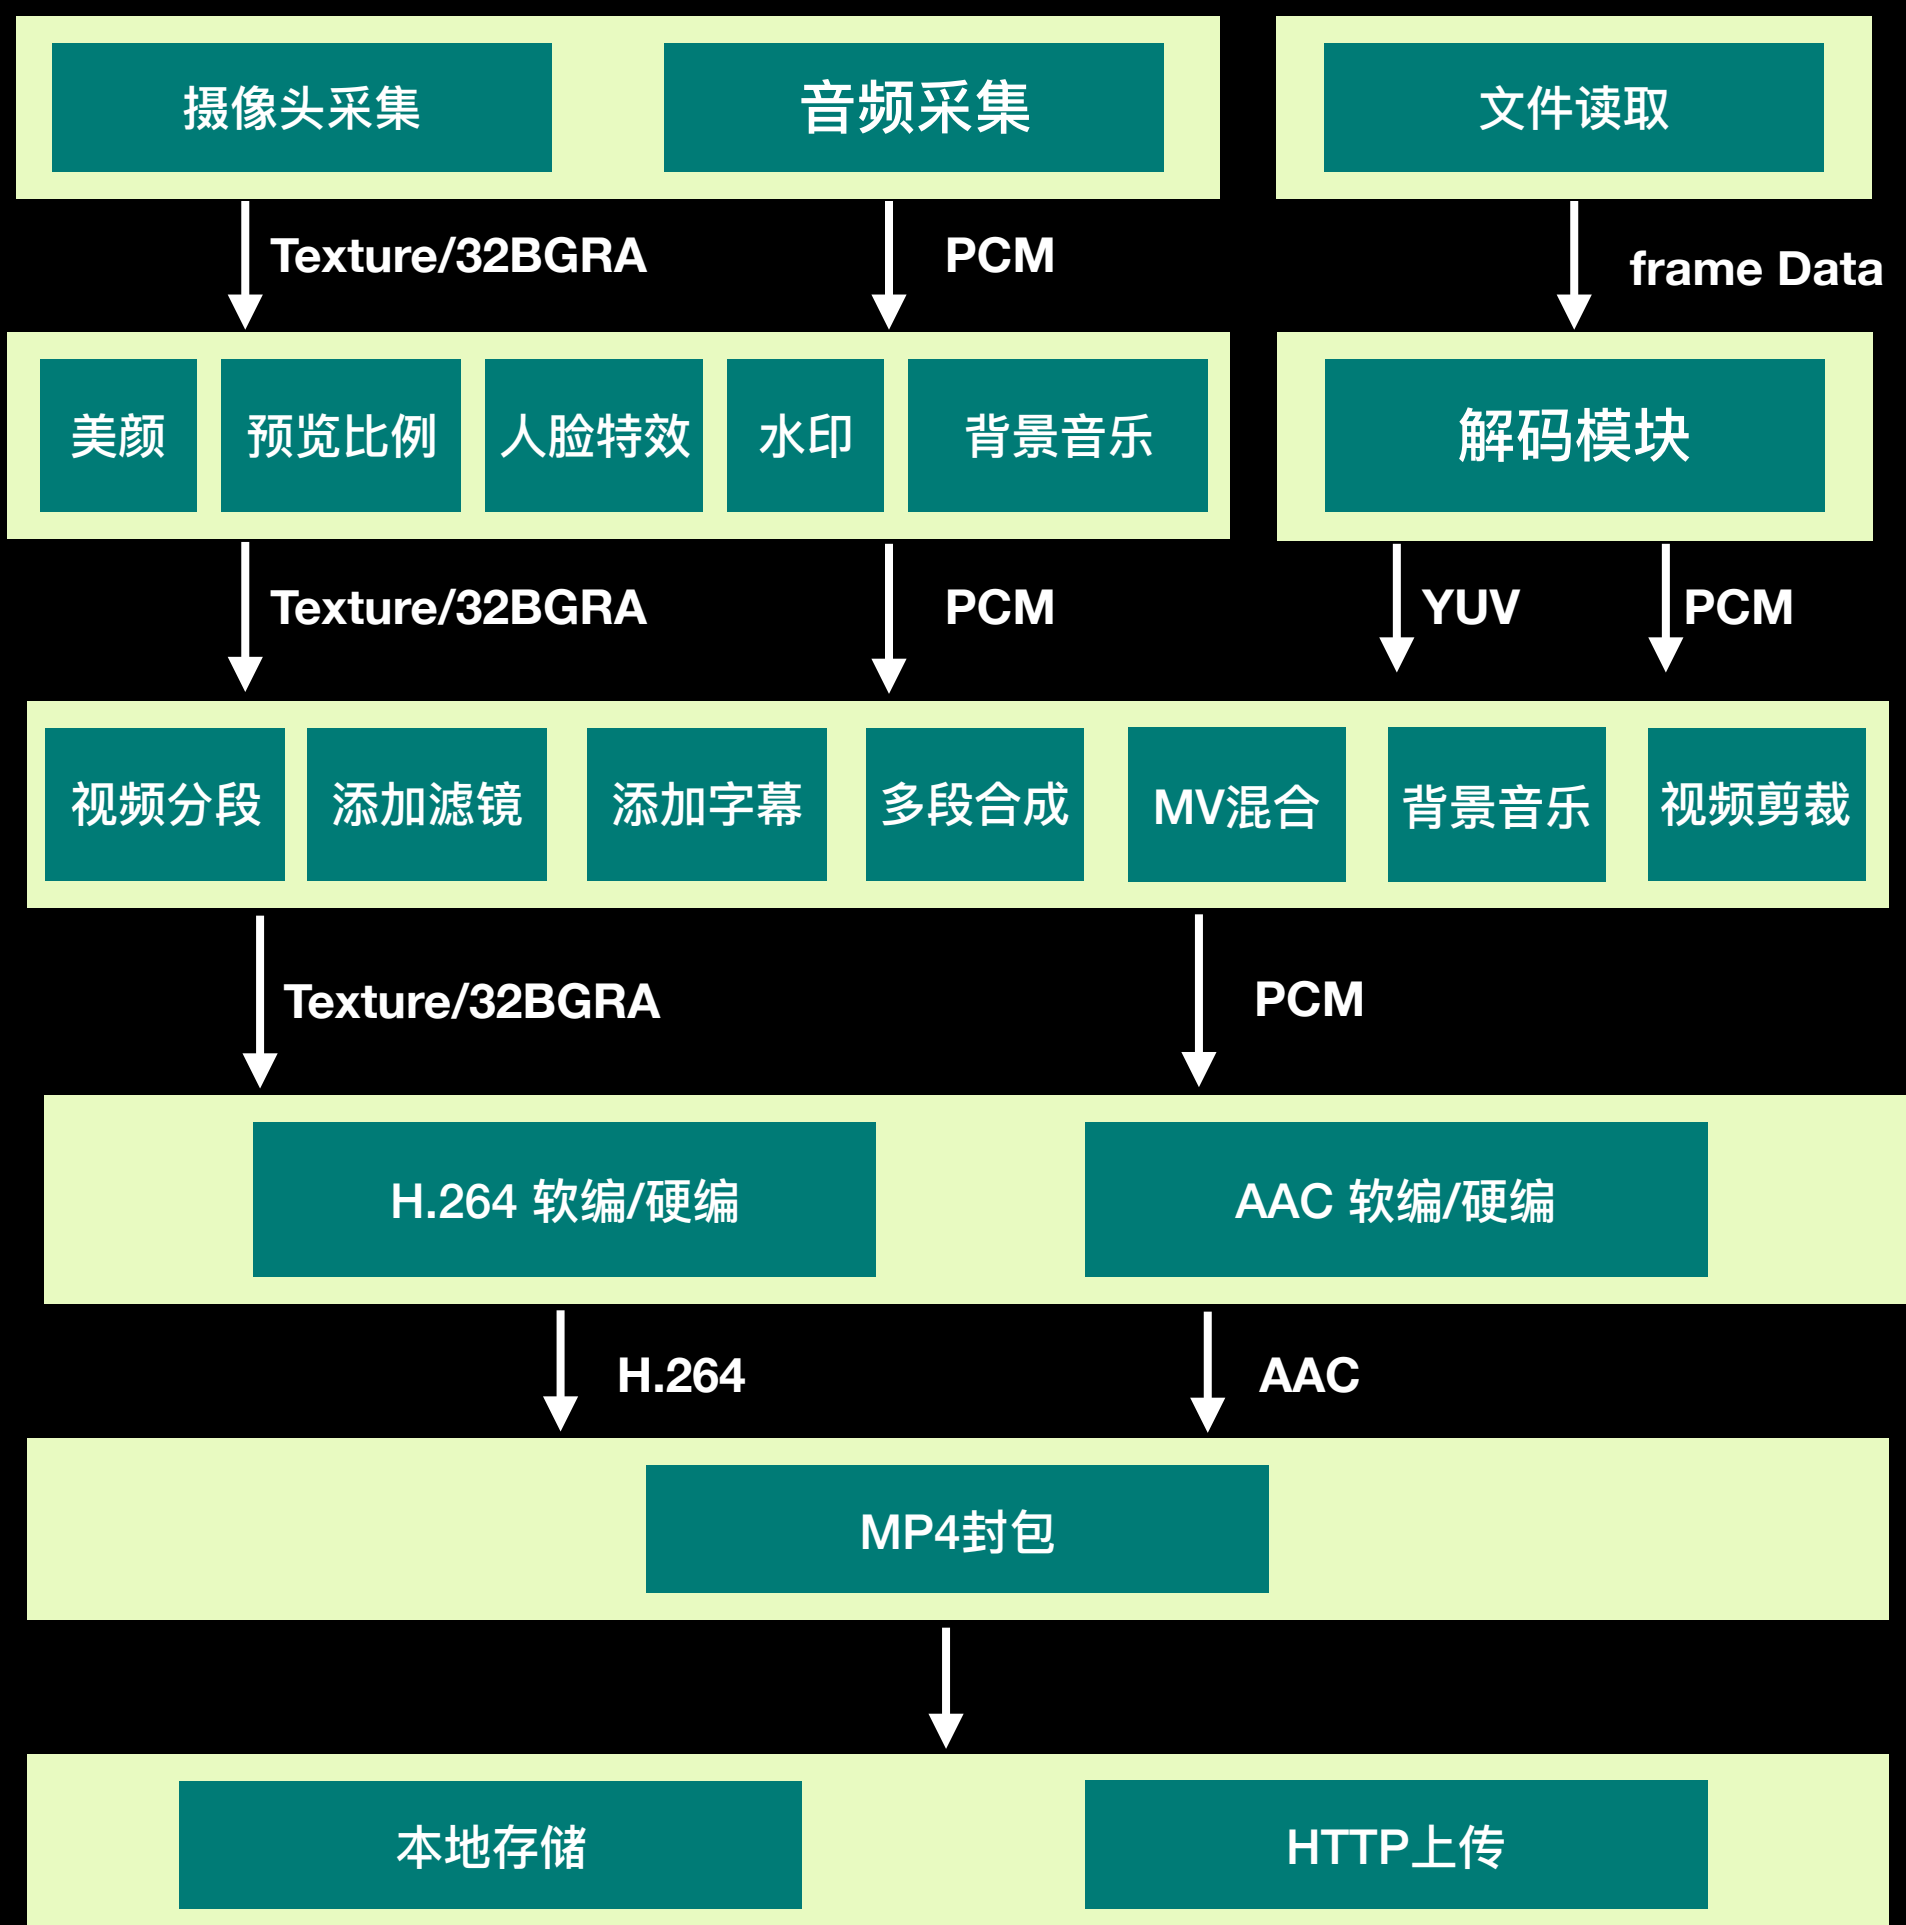 摄像头采集
音频采集
文件读取
Texture/32BGRA
PCM
frame Data
美颜
预览比例
人脸特效
水印
背景音乐
解码模块
Texture/32BGRA
PCM
YUV
PCM
视频分段
添加滤镜
添加字幕
多段合成
MV混合
背景音乐
视频剪裁
Texture/32BGRA
PCM
H.264 软编/硬编
AAC 软编/硬编
H.264
AAC
MP4封包
本地存储
HTTP上传